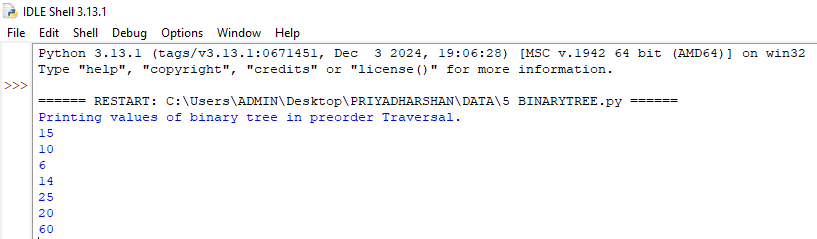 IDLE Shell 3.13.1
File Edit Shell Debug Options Window Help
Python 3.13.1 (tags/v3.13.1:0671451, Dec  3 2024, 19:06:28) [MSC v.1942 64 bit (AMD64)] on win32
Type "help", "copyright", "credits" or "license()" for more information.
>>>
====== RESTART: C:\Users\ADMIN\Desktop\PRIYADHARSHAN\DATA\5 BINARYTREE.py ======
Printing values of binary tree in preorder Traversal.
15
10
6
14
25
20
60